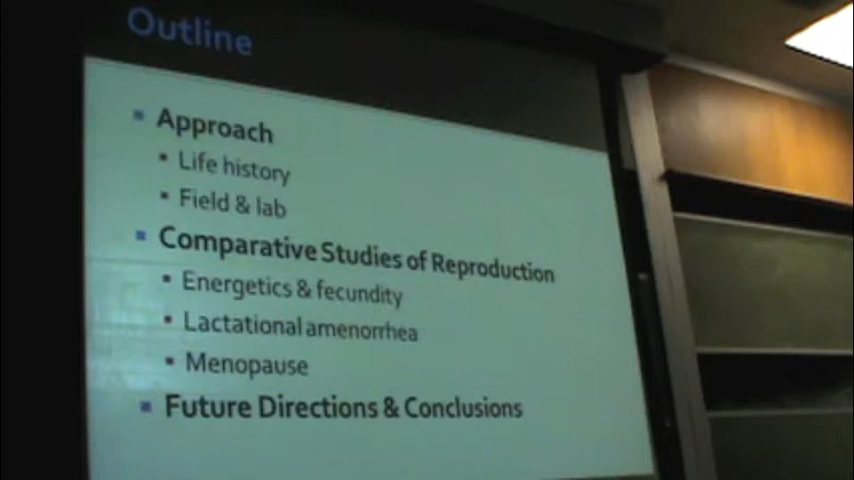 Outline
Approach
Life history
Field & lab
Comparative Studies of Reproduction
Energetics & fecundity
Lactational amenorrhea
Menopause
Future Directions & Conclusions